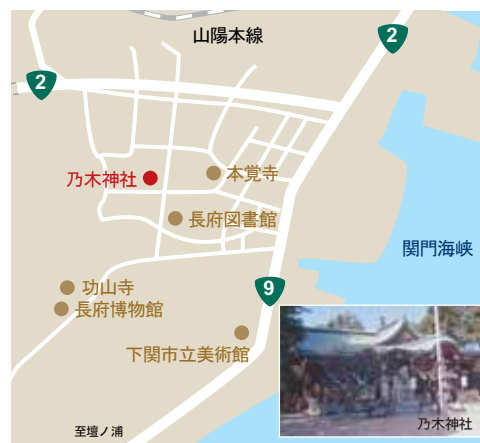 山陽本線
2
2
乃木神社
本覚寺
長府図書館
関門海峡
9
功山寺
長府博物館
下関市立美術館
乃木神社
至壇ノ浦